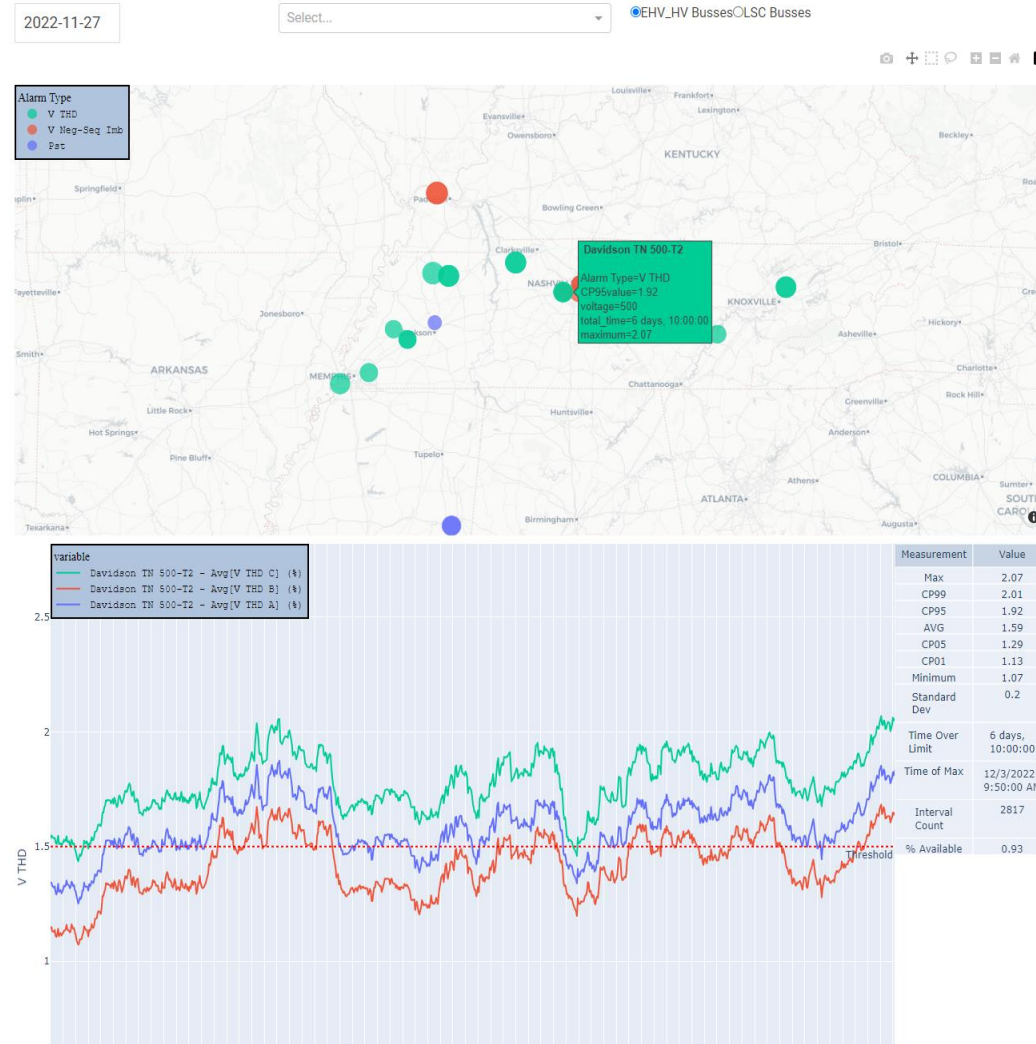 2022-11-27
Select...
EHV_HV Busses
LSC Busses
Alarm Type
V THD
V Neg-Seq Imb
Pst
Louisville
Frankfort
Lexington
Evansville
Owensboro
Beckley
KENTUCKY
Springfield
Bowling Green
Clarksville
Bristol
Davidson TN 500-T2
Alarm Type=V THD
CP95value=1.92
voltage=500
total_time=6 days, 10:00:00
maximum=2.07
KNOXVILLE
Fayetteville
Jonesboro
Hickory
Asheville
Smith
ARKANSAS
MEMPHIS
Chattanooga
Charlotte
Greenville
Rock Hill
Little Rock
Huntsville
Hot Springs
Anderson
Pine Bluff
Tupelo
Athens
COLUMBIA
Sumter
ATLANTA
Birmingham
Augusta
Texarkana
variable
Davidson TN 500-T2 - Avg[V THD C] (%)
Davidson TN 500-T2 - Avg[V THD B] (%)
Davidson TN 500-T2 - Avg[V THD A] (%)
2.5
2
1.5
1
V THD
Threshold
Measurement Value
Max 2.07
CP99 2.01
CP95 1.92
AVG 1.59
CP05 1.29
CP01 1.13
Minimum 1.07
Standard 0.2
Dev
Time Over 6 days,
Limit 10:00:00
Time of Max 12/3/2022
9:50:00 AM
Interval 2817
Count
% Available 0.93